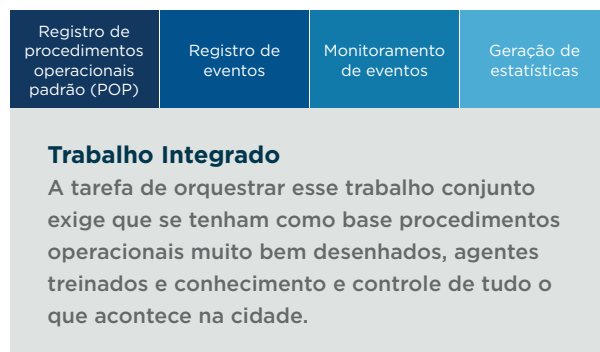 Registro de
procedimentos
operacionais
padrão (POP)
Registro de
eventos
Monitoramento
de eventos
Geração de
estatísticas
Trabalho Integrado
A tarefa de orquestrar esse trabalho conjunto
exige que se tenham como base procedimentos
operacionais muito bem desenhados, agentes
treinados e conhecimento e controle de tudo o
que acontece na cidade.